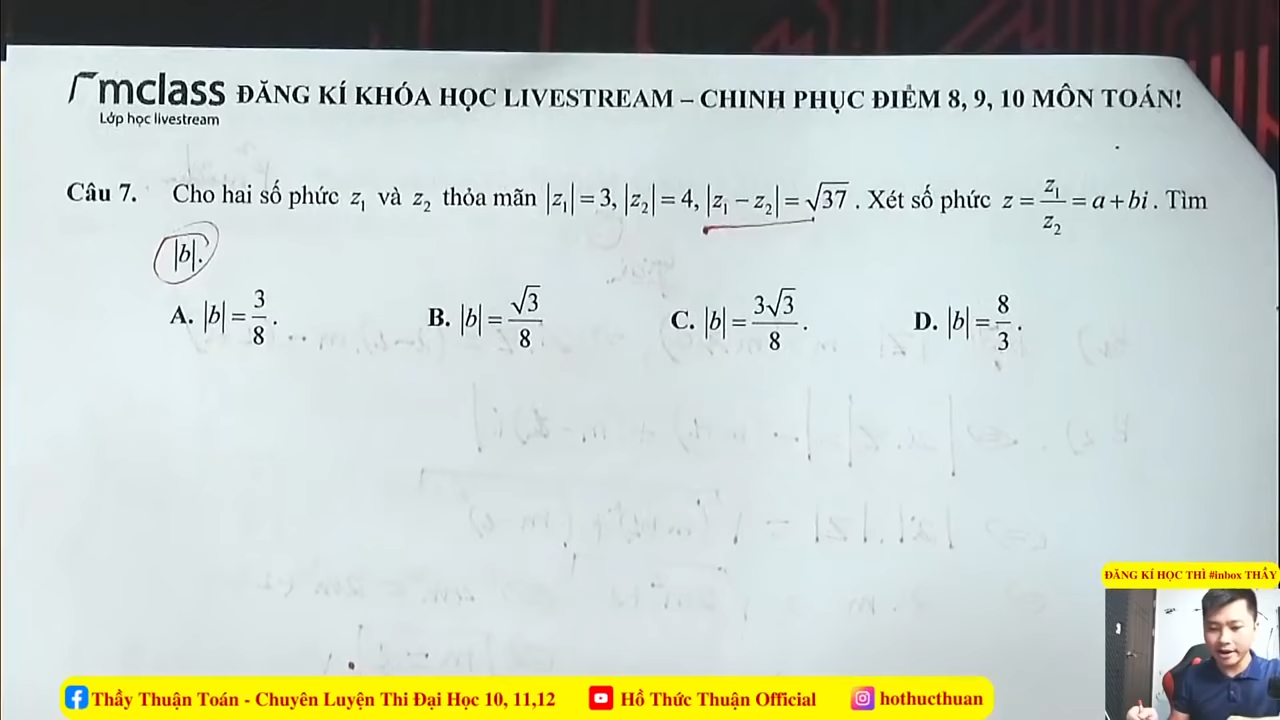 mclass ĐĂNG KÍ KHÓA HỌC LIVESTREAM – CHINH PHỤC ĐIỂM 8, 9, 10 MÔN TOÁN!
Lớp học livestream
Câu 7. Cho hai số phức z₁ và z₂ thỏa mãn |z₁| = 3, |z₂| = 4, |z₁ − z₂| = √37. Xét số phức z = z₁/z₂ = a + bi. Tìm
|b|.
A. |b| = 3/8. B. |b| = √3/8 C. |b| = 3√3/8. D. |b| = 8/3.
ĐĂNG KÍ HỌC THÌ #inbox THẦY
Thầy Thuận Toán - Chuyên Luyện Thi Đại Học 10, 11,12 Hồ Thức Thuận Official hothucthuan